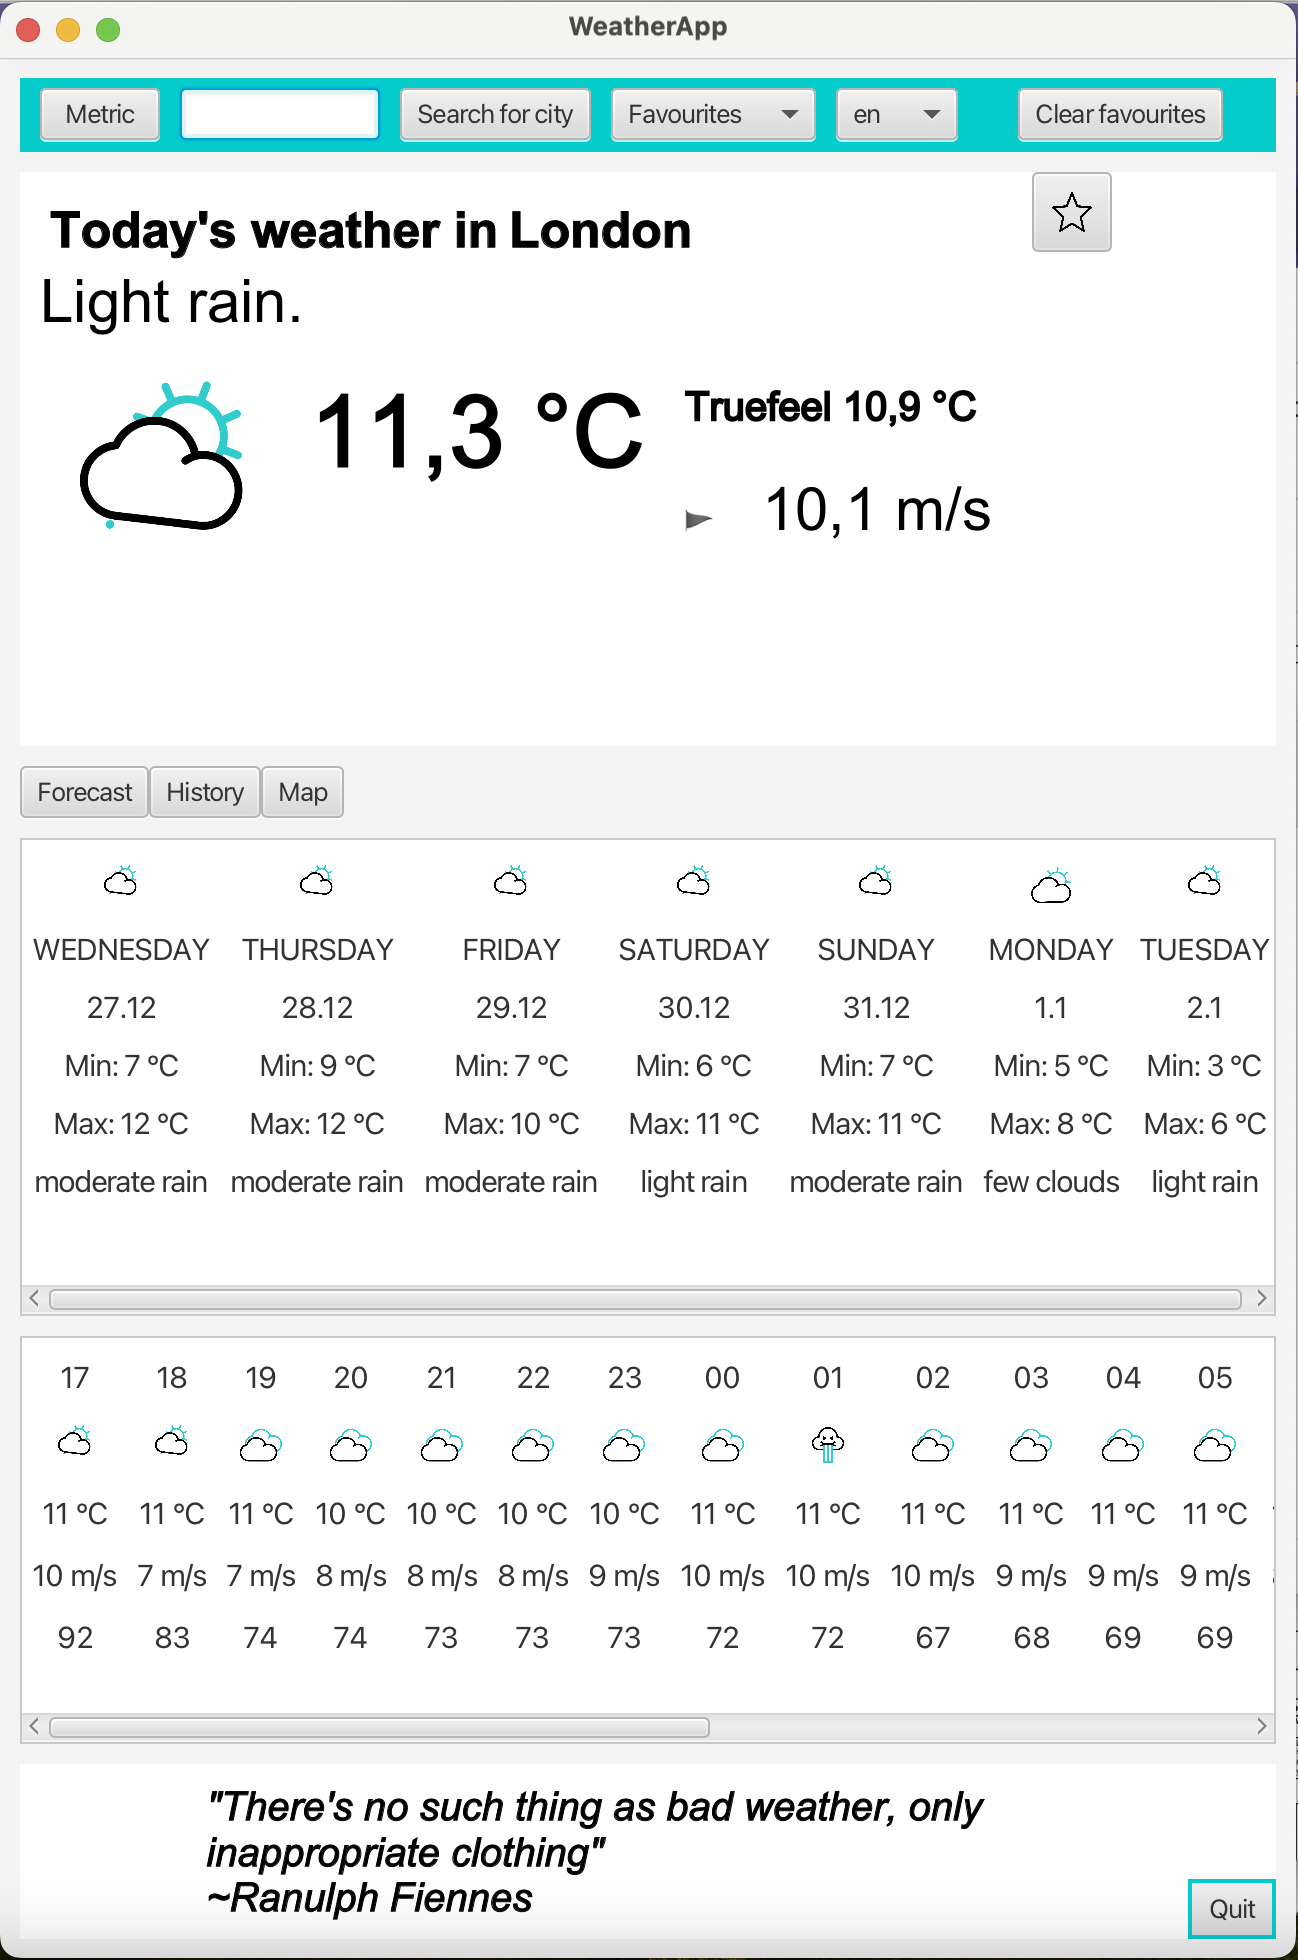 WeatherApp
Metric Search for city Favourites en Clear favourites
Today's weather in London
Light rain.
11,3 °C Truefeel 10,9 °C
10,1 m/s
Forecast History Map
WEDNESDAY THURSDAY FRIDAY SATURDAY SUNDAY MONDAY TUESDAY
27.12 28.12 29.12 30.12 31.12 1.1 2.1
Min: 7 °C Min: 9 °C Min: 7 °C Min: 6 °C Min: 7 °C Min: 5 °C Min: 3 °C
Max: 12 °C Max: 12 °C Max: 10 °C Max: 11 °C Max: 11 °C Max: 8 °C Max: 6 °C
moderate rain moderate rain moderate rain light rain moderate rain few clouds light rain
17 18 19 20 21 22 23 00 01 02 03 04 05
11 °C 11 °C 11 °C 10 °C 10 °C 10 °C 10 °C 11 °C 11 °C 11 °C 11 °C 11 °C 11 °C
10 m/s 7 m/s 7 m/s 8 m/s 8 m/s 8 m/s 9 m/s 10 m/s 10 m/s 10 m/s 9 m/s 9 m/s 9 m/s
92 83 74 74 73 73 73 72 72 67 68 69 69
"There's no such thing as bad weather, only
inappropriate clothing"
~Ranulph Fiennes
Quit